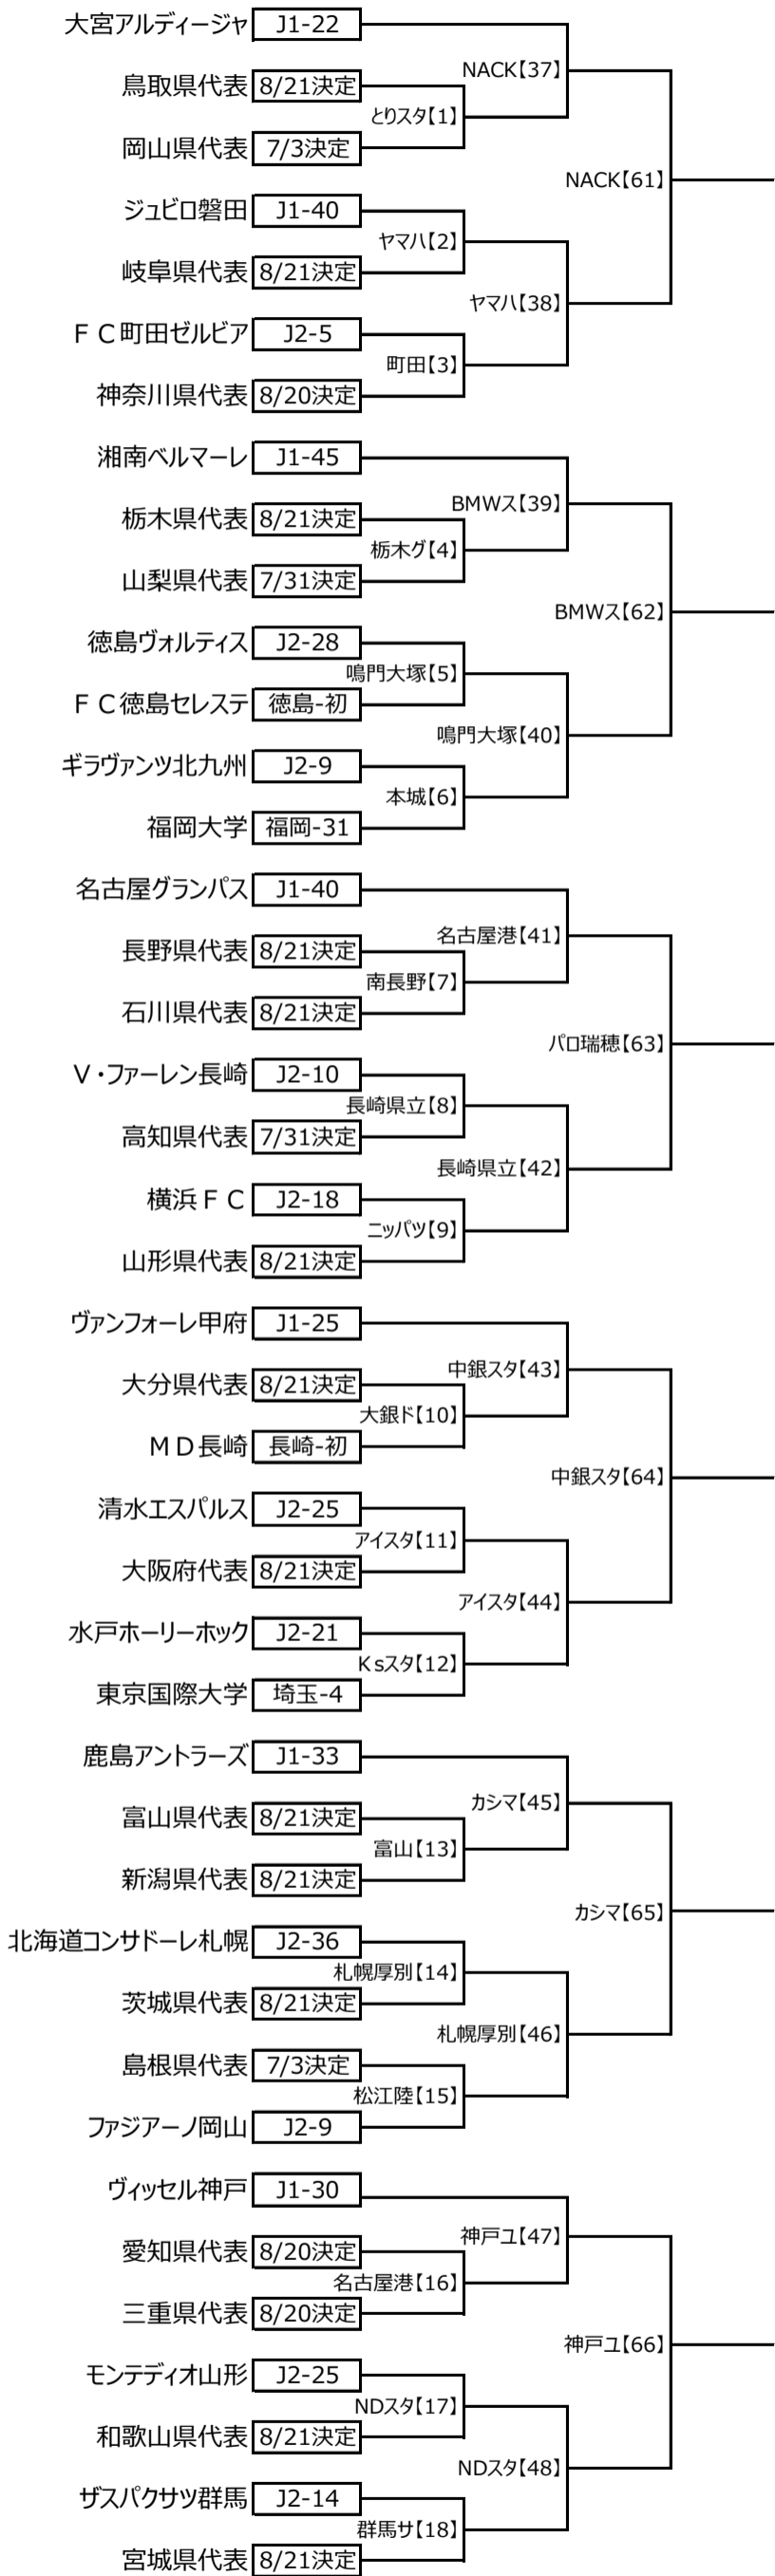 大宮アルディージャ J1-22
NACK【37】
鳥取県代表 8/21決定
とりスタ【1】
岡山県代表 7/3決定
NACK【61】
ジュビロ磐田 J1-40
ヤマハ【2】
岐阜県代表 8/21決定
ヤマハ【38】
FC町田ゼルビア J2-5
町田【3】
神奈川県代表 8/20決定
湘南ベルマーレ J1-45
BMWス【39】
栃木県代表 8/21決定
栃木グ【4】
山梨県代表 7/31決定
BMWス【62】
徳島ヴォルティス J2-28
鳴門大塚【5】
FC徳島セレステ 徳島-初
鳴門大塚【40】
ギラヴァンツ北九州 J2-9
本城【6】
福岡大学 福岡-31
名古屋グランパス J1-40
名古屋港【41】
長野県代表 8/21決定
南長野【7】
石川県代表 8/21決定
パロ瑞穂【63】
V・ファーレン長崎 J2-10
長崎県立【8】
高知県代表 7/31決定
長崎県立【42】
横浜FC J2-18
ニッパツ【9】
山形県代表 8/21決定
ヴァンフォーレ甲府 J1-25
中銀スタ【43】
大分県代表 8/21決定
大銀ド【10】
MD長崎 長崎-初
中銀スタ【64】
清水エスパルス J2-25
アイスタ【11】
大阪府代表 8/21決定
アイスタ【44】
水戸ホーリーホック J2-21
Ksスタ【12】
東京国際大学 埼玉-4
鹿島アントラーズ J1-33
カシマ【45】
富山県代表 8/21決定
富山【13】
新潟県代表 8/21決定
カシマ【65】
北海道コンサドーレ札幌 J2-36
札幌厚別【14】
茨城県代表 8/21決定
札幌厚別【46】
島根県代表 7/3決定
松江陸【15】
ファジアーノ岡山 J2-9
ヴィッセル神戸 J1-30
神戸ユ【47】
愛知県代表 8/20決定
名古屋港【16】
三重県代表 8/20決定
神戸ユ【66】
モンテディオ山形 J2-25
NDスタ【17】
和歌山県代表 8/21決定
NDスタ【48】
ザスパクサツ群馬 J2-14
群馬サ【18】
宮城県代表 8/21決定